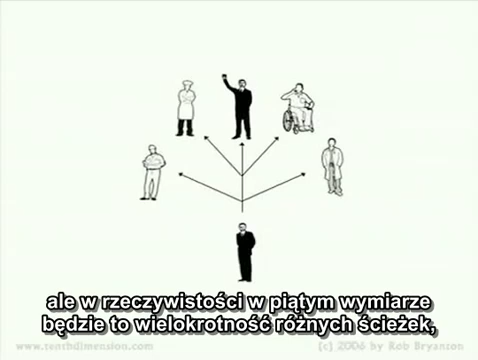 ale w rzeczywistości w piątym wymiarze
będzie to wielokrotność różnych ścieżek,
www.tenthdimension.com
(c) 2006 by Rob Bryanton